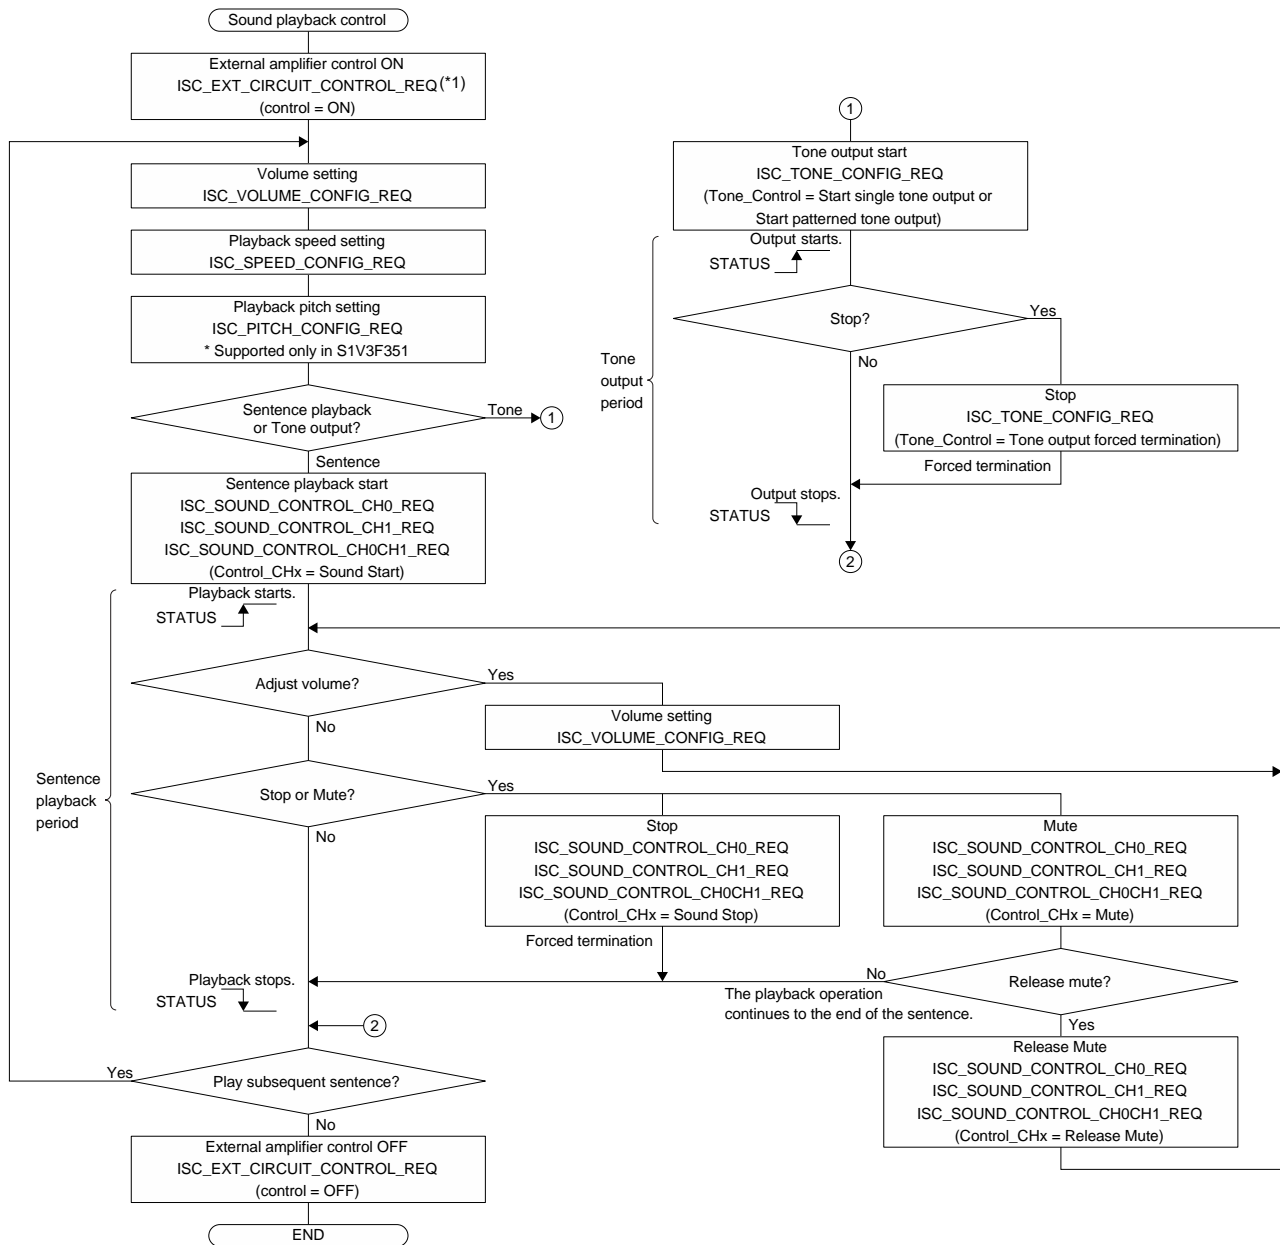 Sound playback control
External amplifier control ON
ISC_EXT_CIRCUIT_CONTROL_REQ(*1)
(control = ON)
Volume setting
ISC_VOLUME_CONFIG_REQ
Playback speed setting
ISC_SPEED_CONFIG_REQ
Playback pitch setting
ISC_PITCH_CONFIG_REQ
* Supported only in S1V3F351
Sentence playback
or Tone output?
Tone
1
Sentence
Sentence playback start
ISC_SOUND_CONTROL_CH0_REQ
ISC_SOUND_CONTROL_CH1_REQ
ISC_SOUND_CONTROL_CH0CH1_REQ
(Control_CHx = Sound Start)
Playback starts.
STATUS
Adjust volume?
Yes
No
Volume setting
ISC_VOLUME_CONFIG_REQ
Sentence
playback
period
Stop or Mute?
Yes
No
Stop
ISC_SOUND_CONTROL_CH0_REQ
ISC_SOUND_CONTROL_CH1_REQ
ISC_SOUND_CONTROL_CH0CH1_REQ
(Control_CHx = Sound Stop)
Forced termination
Mute
ISC_SOUND_CONTROL_CH0_REQ
ISC_SOUND_CONTROL_CH1_REQ
ISC_SOUND_CONTROL_CH0CH1_REQ
(Control_CHx = Mute)
Release mute?
No
The playback operation
continues to the end of the sentence.
Yes
Release Mute
ISC_SOUND_CONTROL_CH0_REQ
ISC_SOUND_CONTROL_CH1_REQ
ISC_SOUND_CONTROL_CH0CH1_REQ
(Control_CHx = Release Mute)
Playback stops.
STATUS
2
Play subsequent sentence?
Yes
No
External amplifier control OFF
ISC_EXT_CIRCUIT_CONTROL_REQ
(control = OFF)
END
1
Tone output start
ISC_TONE_CONFIG_REQ
(Tone_Control = Start single tone output or
Start patterned tone output)
Output starts.
STATUS
Stop?
Yes
No
Tone
output
period
Stop
ISC_TONE_CONFIG_REQ
(Tone_Control = Tone output forced termination)
Forced termination
Output stops.
STATUS
2